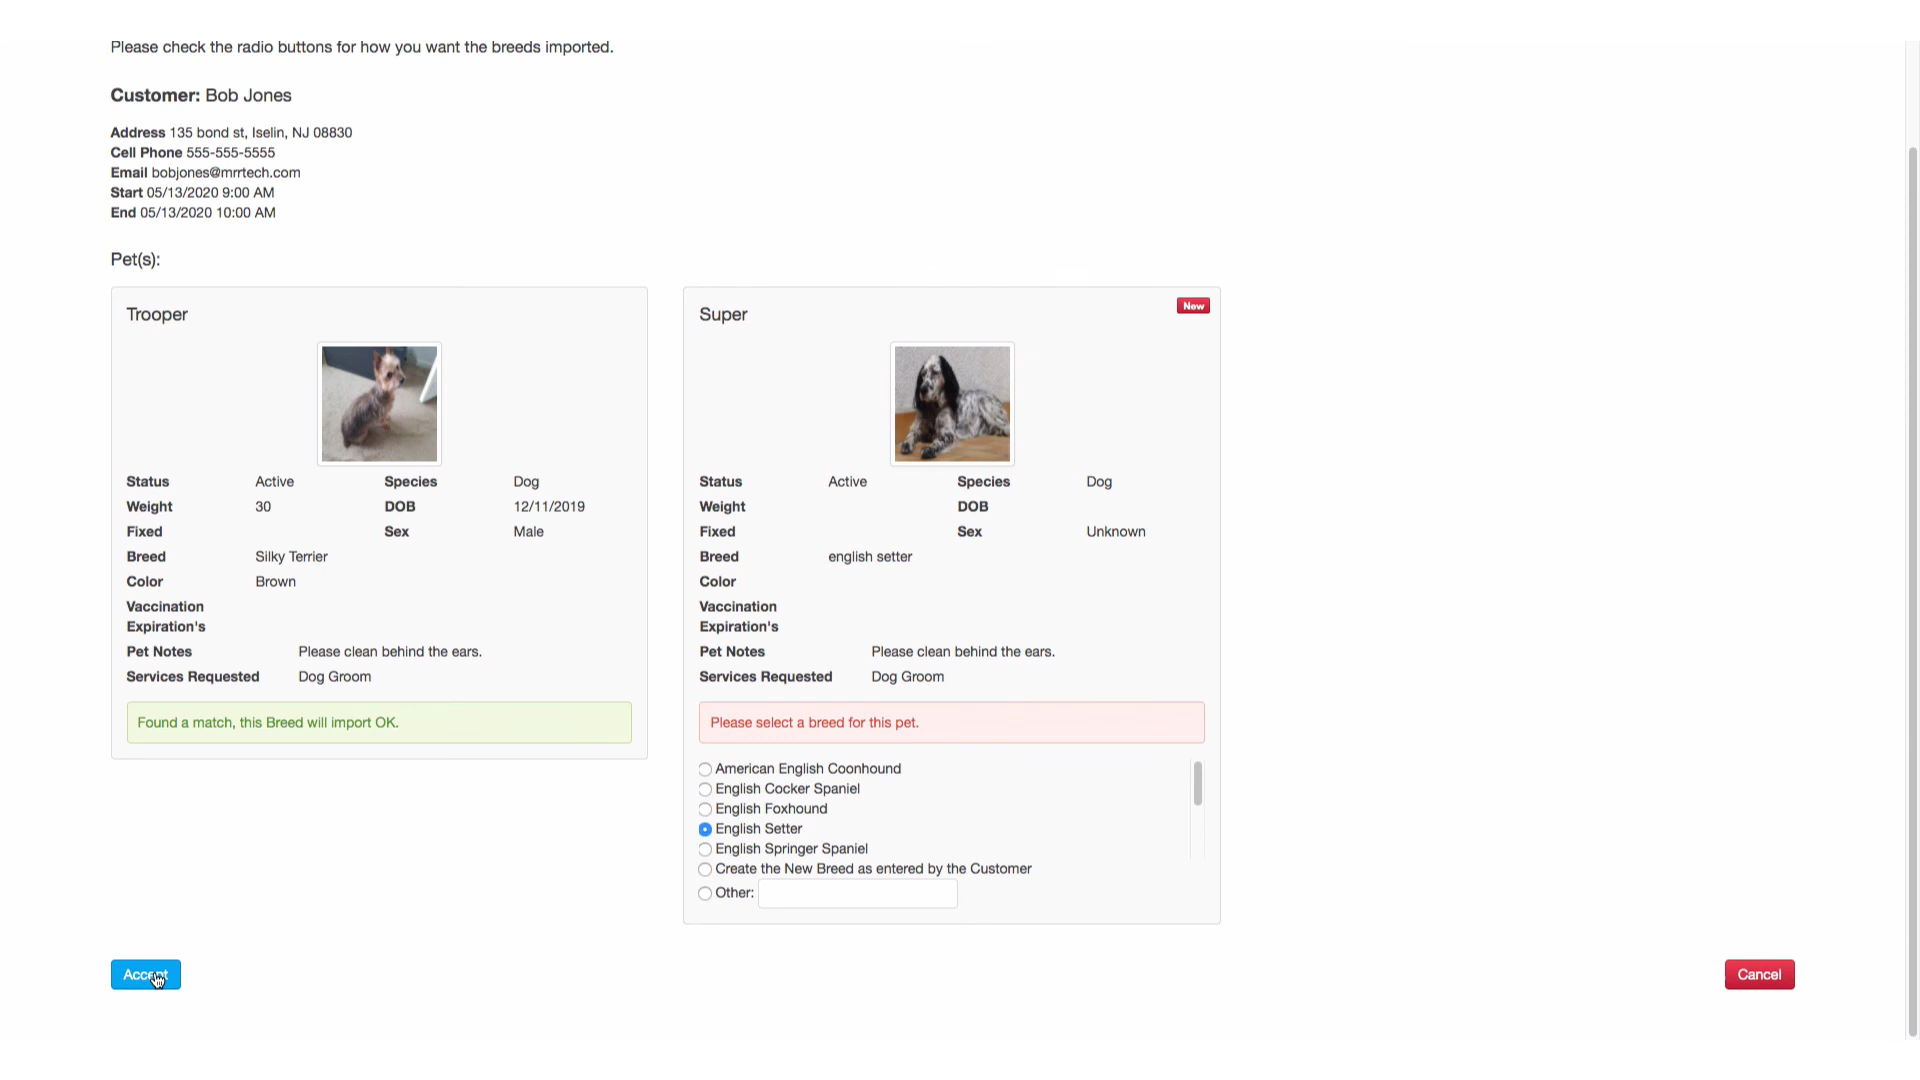 Please check the radio buttons for how you want the breeds imported.
Customer: Bob Jones
Address 135 bond st, Iselin, NJ 08830
Cell Phone 555-555-5555
Email bobjones@mrrtech.com
Start 05/13/2020 9:00 AM
End 05/13/2020 10:00 AM
Pet(s):
Trooper
Status Active Species Dog
Weight 30 DOB 12/11/2019
Fixed Sex Male
Breed Silky Terrier
Color Brown
Vaccination
Expiration's
Pet Notes Please clean behind the ears.
Services Requested Dog Groom
Found a match, this Breed will import OK.
Super New
Status Active Species Dog
Weight DOB
Fixed Sex Unknown
Breed english setter
Color
Vaccination
Expiration's
Pet Notes Please clean behind the ears.
Services Requested Dog Groom
Please select a breed for this pet.
American English Coonhound
English Cocker Spaniel
English Foxhound
English Setter
English Springer Spaniel
Create the New Breed as entered by the Customer
Other:
Accept Cancel